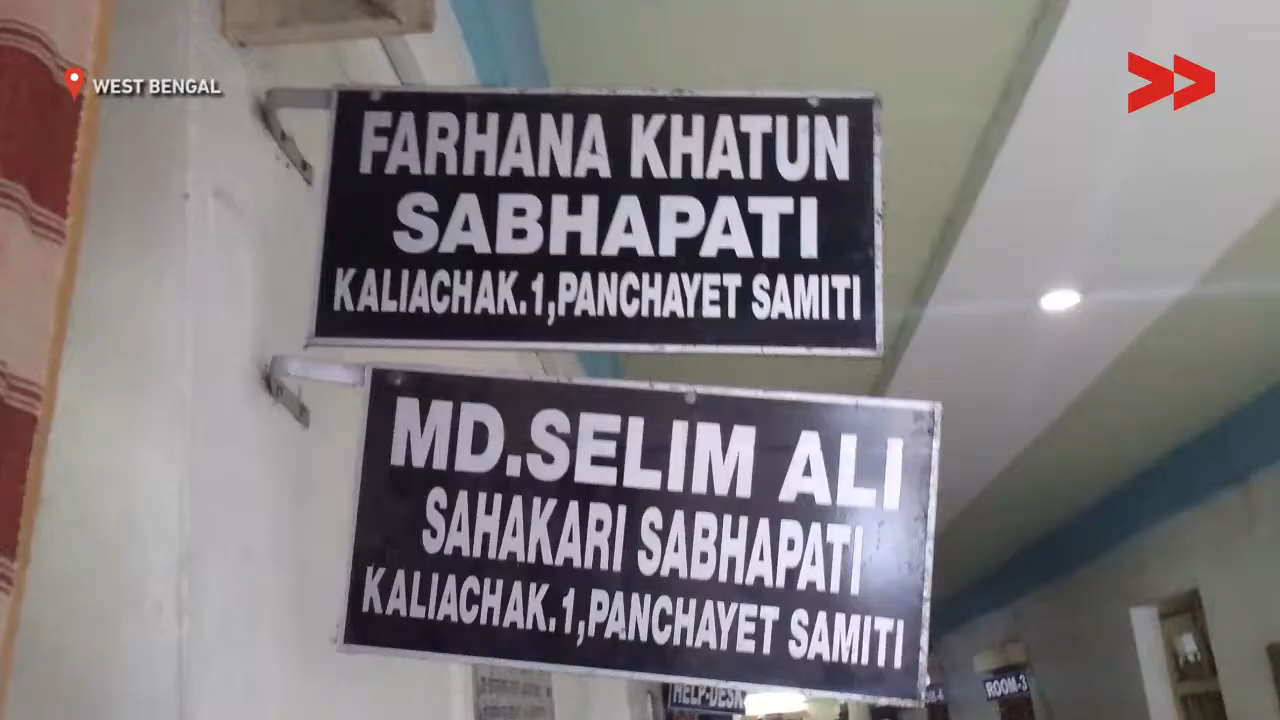 WEST BENGAL
FARHANA KHATUN
SABHAPATI
KALIACHAK.1,PANCHAYET SAMITI
MD.SELIM ALI
SAHAKARI SABHAPATI
KALIACHAK.1,PANCHAYET SAMITI
HELP-DESK
ROOM-3